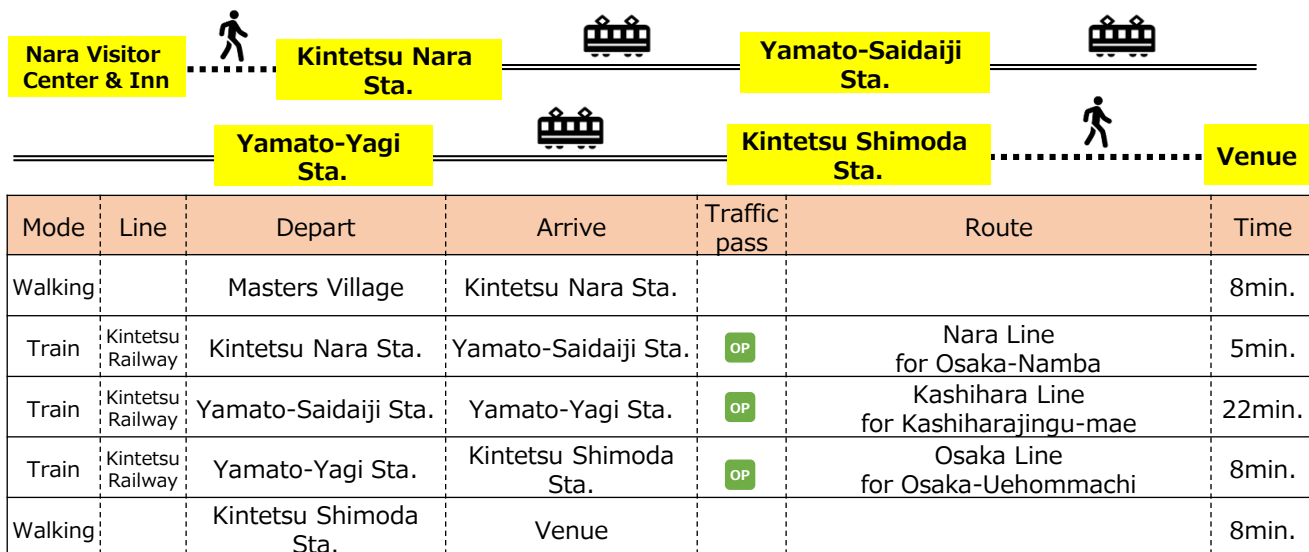 Nara Visitor
Center & Inn
Kintetsu Nara
Sta.
Yamato-Saidaiji
Sta.
Yamato-Yagi
Sta.
Kintetsu Shimoda
Sta.
Venue
Mode Line Depart Arrive Traffic pass Route Time
Walking Masters Village Kintetsu Nara Sta. 8min.
Train Kintetsu Railway Kintetsu Nara Sta. Yamato-Saidaiji Sta. OP Nara Line for Osaka-Namba 5min.
Train Kintetsu Railway Yamato-Saidaiji Sta. Yamato-Yagi Sta. OP Kashihara Line for Kashiharajingu-mae 22min.
Train Kintetsu Railway Yamato-Yagi Sta. Kintetsu Shimoda Sta. OP Osaka Line for Osaka-Uehommachi 8min.
Walking Kintetsu Shimoda Sta. Venue 8min.